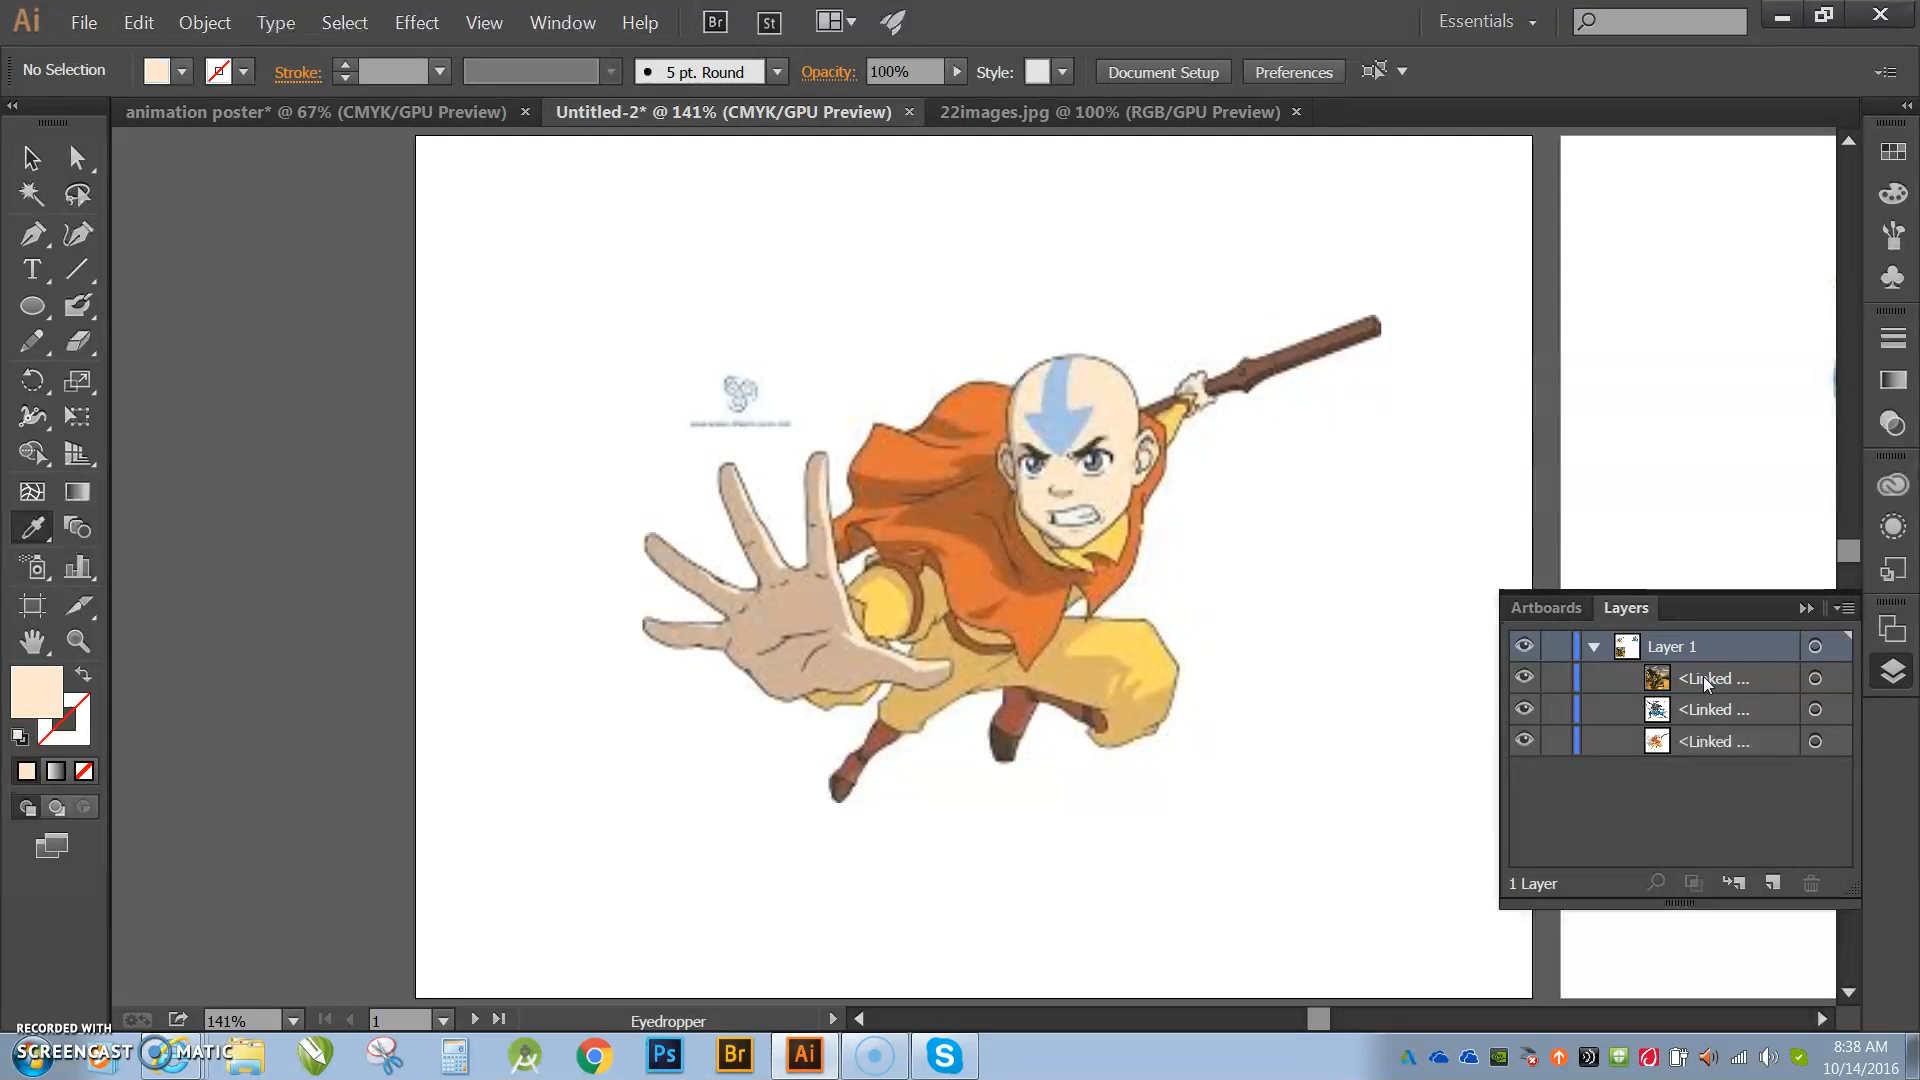 Ai File Edit Object Type Select Effect View Window Help Br St Essentials
No Selection Stroke: 5 pt. Round Opacity: 100% Style: Document Setup Preferences
animation poster* @ 67% (CMYK/GPU Preview) × Untitled-2* @ 141% (CMYK/GPU Preview) × 22images.jpg @ 100% (RGB/GPU Preview) ×
Artboards Layers
Layer 1
<Linked ...
<Linked ...
<Linked ...
1 Layer
141% 1 Eyedropper
RECORDED WITH
SCREENCAST MATIC
Ps Br Ai
8:38 AM
10/14/2016